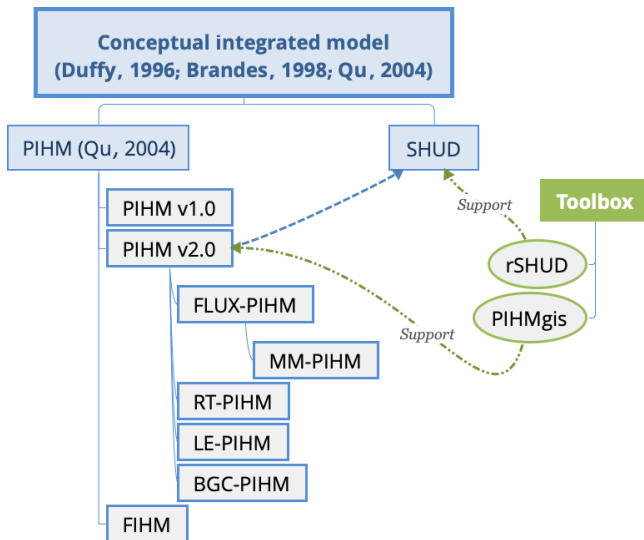 Conceptual integrated model
(Duffy, 1996; Brandes, 1998; Qu, 2004)
PIHM (Qu, 2004)
SHUD
Support
Toolbox
PIHM v1.0
PIHM v2.0
rSHUD
FLUX-PIHM
PIHMgis
Support
MM-PIHM
RT-PIHM
LE-PIHM
BGC-PIHM
FIHM